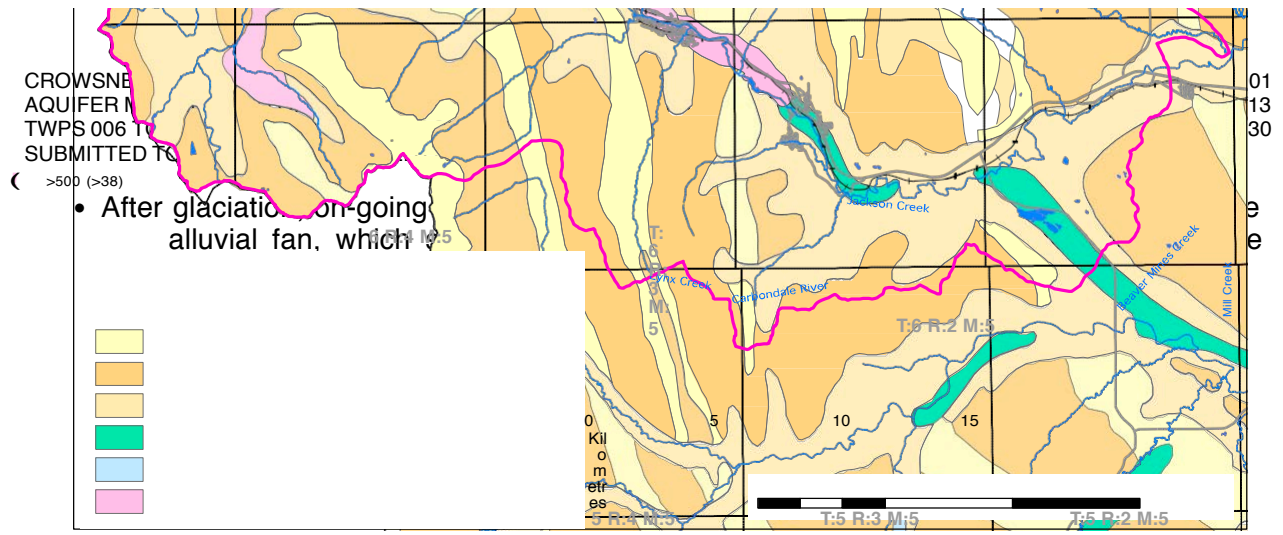 CROWSNE 01
AQUIFER M 13
TWPS 006 TO 30
SUBMITTED TO
>500 (>38)
• After glaciation, on-going e
alluvial fan, which e
6 R:4 M:5
T:
6
R:
3
M:
5
Jackson Creek
Lynx Creek
Carbondale River
Beaver Mines Creek
Mill Creek
T:6 R:2 M:5
0 5 10 15
Kil
o
m
etr
es
5 R:4 M:5 T:5 R:3 M:5 T:5 R:2 M:5